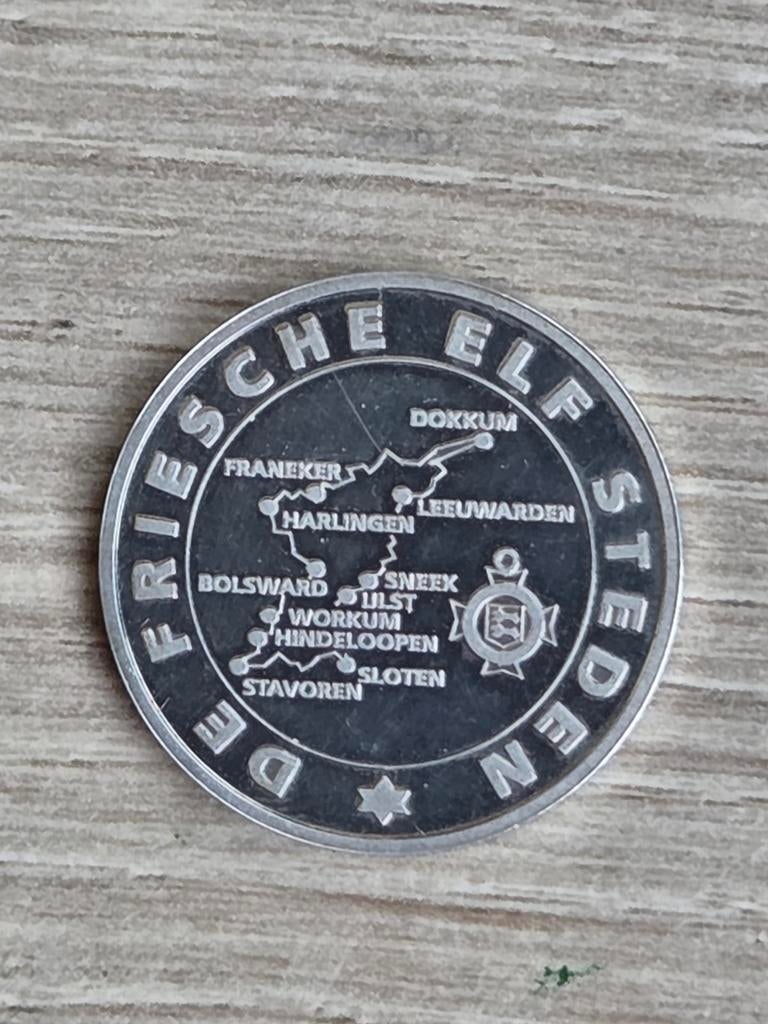 DE FRIESCHE ELF STEDEN
DOKKUM
FRANEKER
LEEUWARDEN
HARLINGEN
BOLSWARD
SNEEK
IJLST
WORKUM
HINDELOOPEN
SLOTEN
STAVOREN